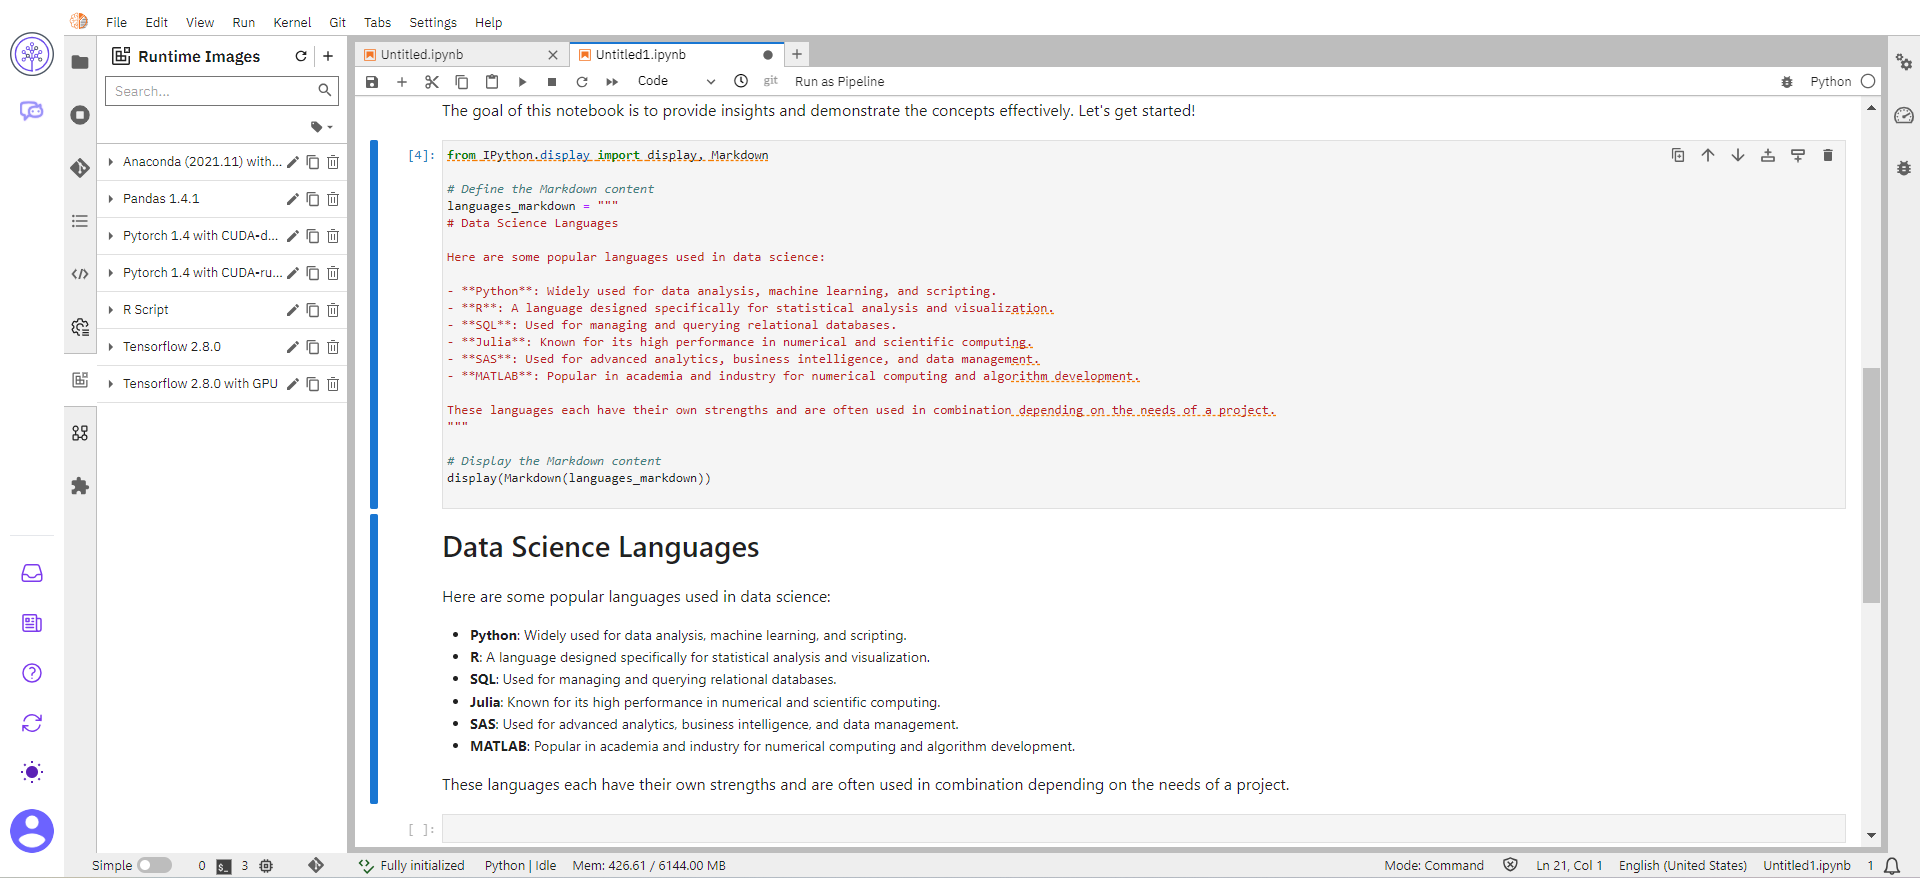 File Edit View Run Kernel Git Tabs Settings Help
Runtime Images
Search...
Anaconda (2021.11) with...
Pandas 1.4.1
Pytorch 1.4 with CUDA-d...
Pytorch 1.4 with CUDA-ru...
R Script
Tensorflow 2.8.0
Tensorflow 2.8.0 with GPU
Untitled.ipynb
Untitled1.ipynb
Code
git
Run as Pipeline
Python
The goal of this notebook is to provide insights and demonstrate the concepts effectively. Let's get started!
[4]:
from IPython.display import display, Markdown
# Define the Markdown content
languages_markdown = """
# Data Science Languages
Here are some popular languages used in data science:
- **Python**: Widely used for data analysis, machine learning, and scripting.
- **R**: A language designed specifically for statistical analysis and visualization.
- **SQL**: Used for managing and querying relational databases.
- **Julia**: Known for its high performance in numerical and scientific computing.
- **SAS**: Used for advanced analytics, business intelligence, and data management.
- **MATLAB**: Popular in academia and industry for numerical computing and algorithm development.
These languages each have their own strengths and are often used in combination depending on the needs of a project.
"""
# Display the Markdown content
display(Markdown(languages_markdown))
Data Science Languages
Here are some popular languages used in data science:
• Python: Widely used for data analysis, machine learning, and scripting.
• R: A language designed specifically for statistical analysis and visualization.
• SQL: Used for managing and querying relational databases.
• Julia: Known for its high performance in numerical and scientific computing.
• SAS: Used for advanced analytics, business intelligence, and data management.
• MATLAB: Popular in academia and industry for numerical computing and algorithm development.
These languages each have their own strengths and are often used in combination depending on the needs of a project.
[ ]:
Simple 0 3 Fully initialized Python | Idle Mem: 426.61 / 6144.00 MB Mode: Command Ln 21, Col 1 English (United States) Untitled1.ipynb 1